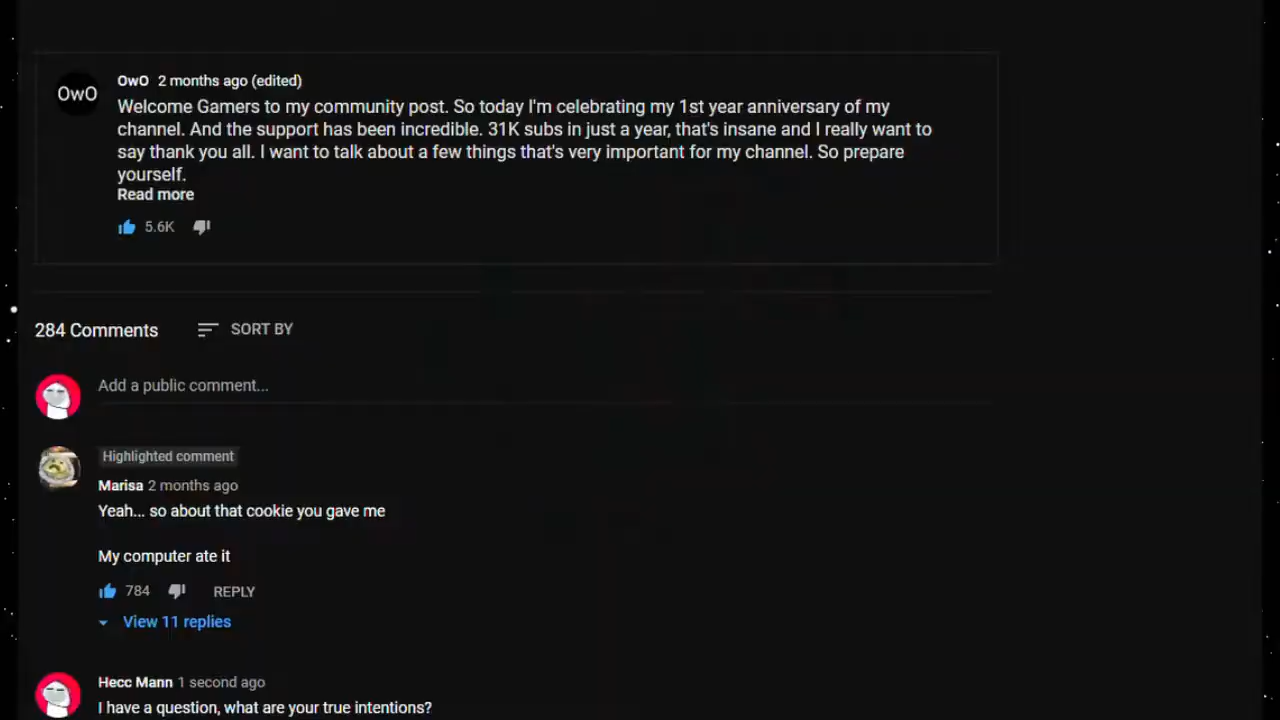 OwO
OwO 2 months ago (edited)
Welcome Gamers to my community post. So today I'm celebrating my 1st year anniversary of my
channel. And the support has been incredible. 31K subs in just a year, that's insane and I really want to
say thank you all. I want to talk about a few things that's very important for my channel. So prepare
yourself.
Read more
5.6K
284 Comments SORT BY
Add a public comment...
Highlighted comment
Marisa 2 months ago
Yeah... so about that cookie you gave me
My computer ate it
784 REPLY
View 11 replies
Hecc Mann 1 second ago
I have a question, what are your true intentions?